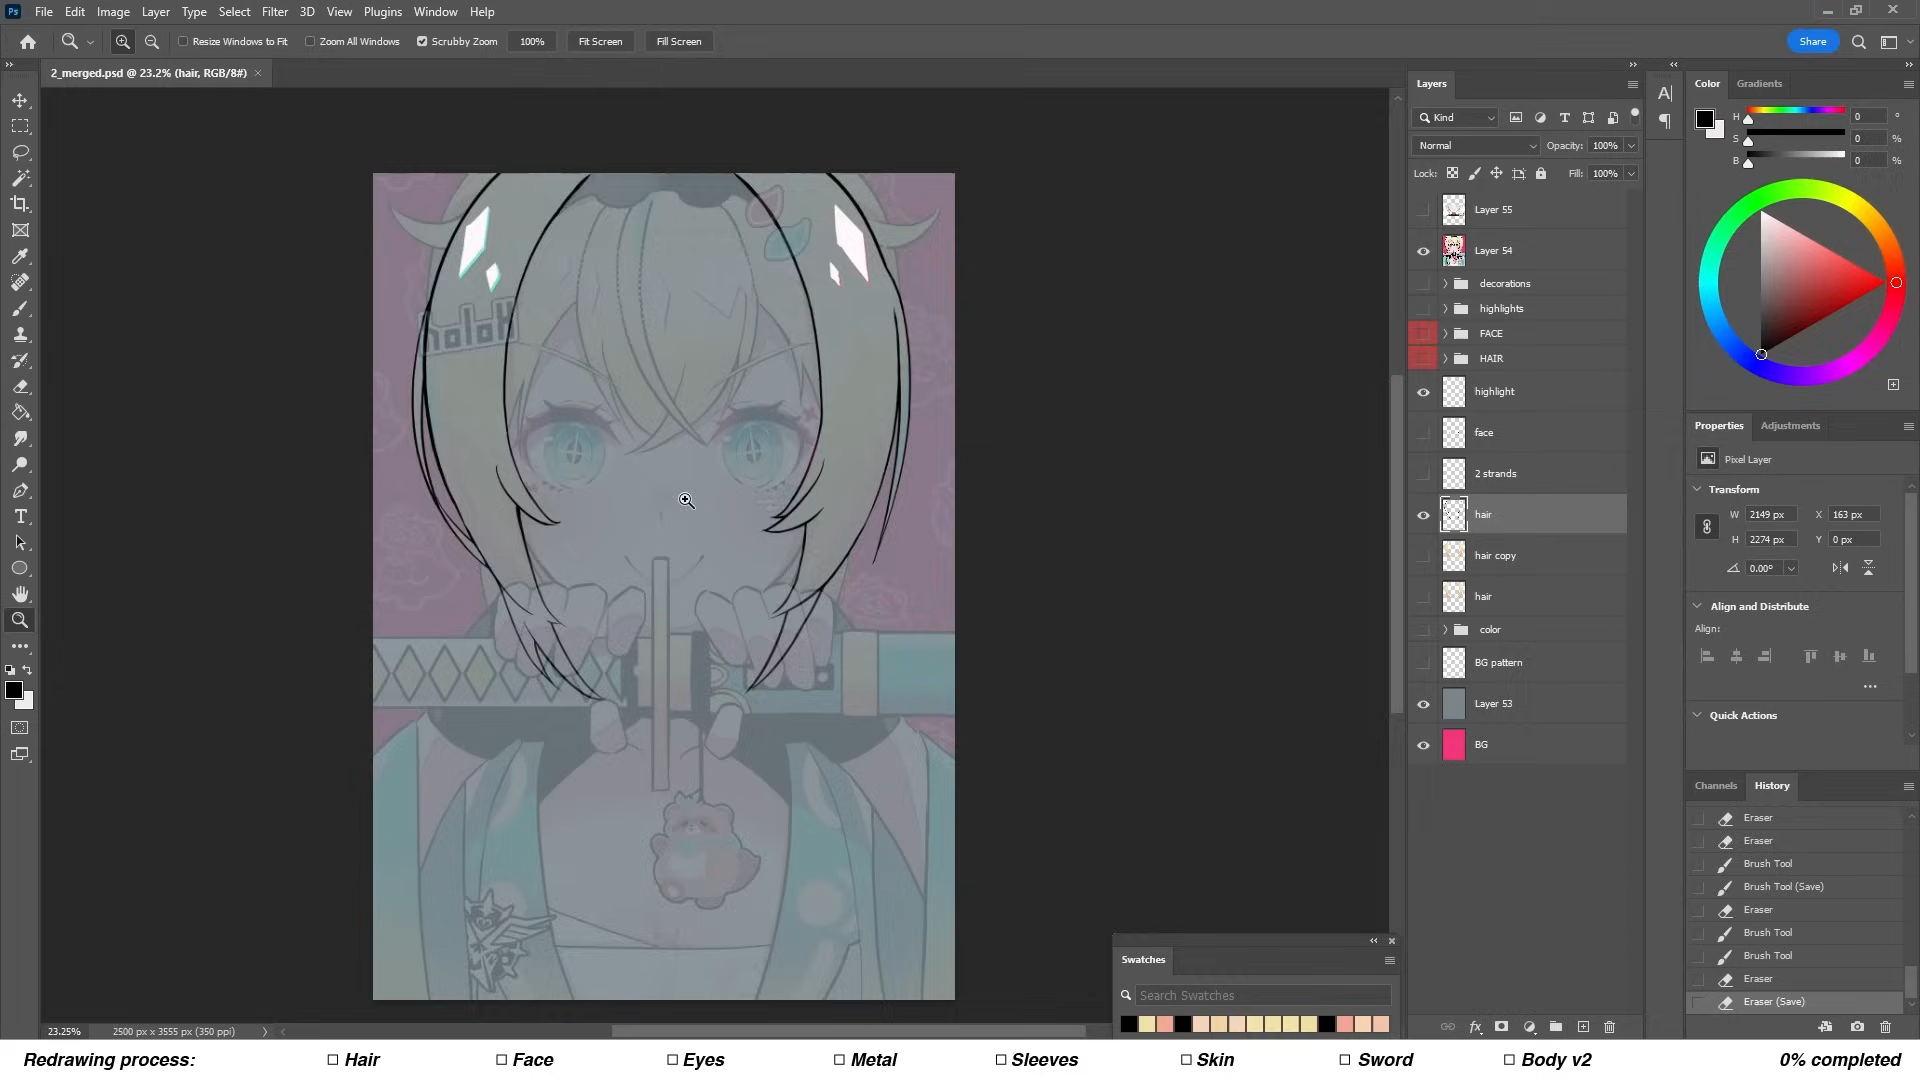 Ps File Edit Image Layer Type Select Filter 3D View Plugins Window Help
Resize Windows to Fit Zoom All Windows Scrubby Zoom 100% Fit Screen Fill Screen Share
2_merged.psd @ 23.2% (hair, RGB/8#) ×
holoX
Layers
Kind
Normal Opacity: 100%
Lock: Fill: 100%
Layer 55
Layer 54
decorations
highlights
FACE
HAIR
highlight
face
2 strands
hair
hair copy
hair
color
BG pattern
Layer 53
BG
Color Gradients
H 0 °
S 0 %
B 0 %
Properties Adjustments
Pixel Layer
Transform
W 2149 px X 163 px
H 2274 px Y 0 px
0.00°
Align and Distribute
Align:
Quick Actions
Channels History
Eraser
Eraser
Brush Tool
Brush Tool (Save)
Eraser
Brush Tool
Brush Tool
Eraser
Eraser (Save)
Swatches
Search Swatches
23.25% 2500 px x 3555 px (350 ppi)
Redrawing process: □ Hair □ Face □ Eyes □ Metal □ Sleeves □ Skin □ Sword □ Body v2 0% completed